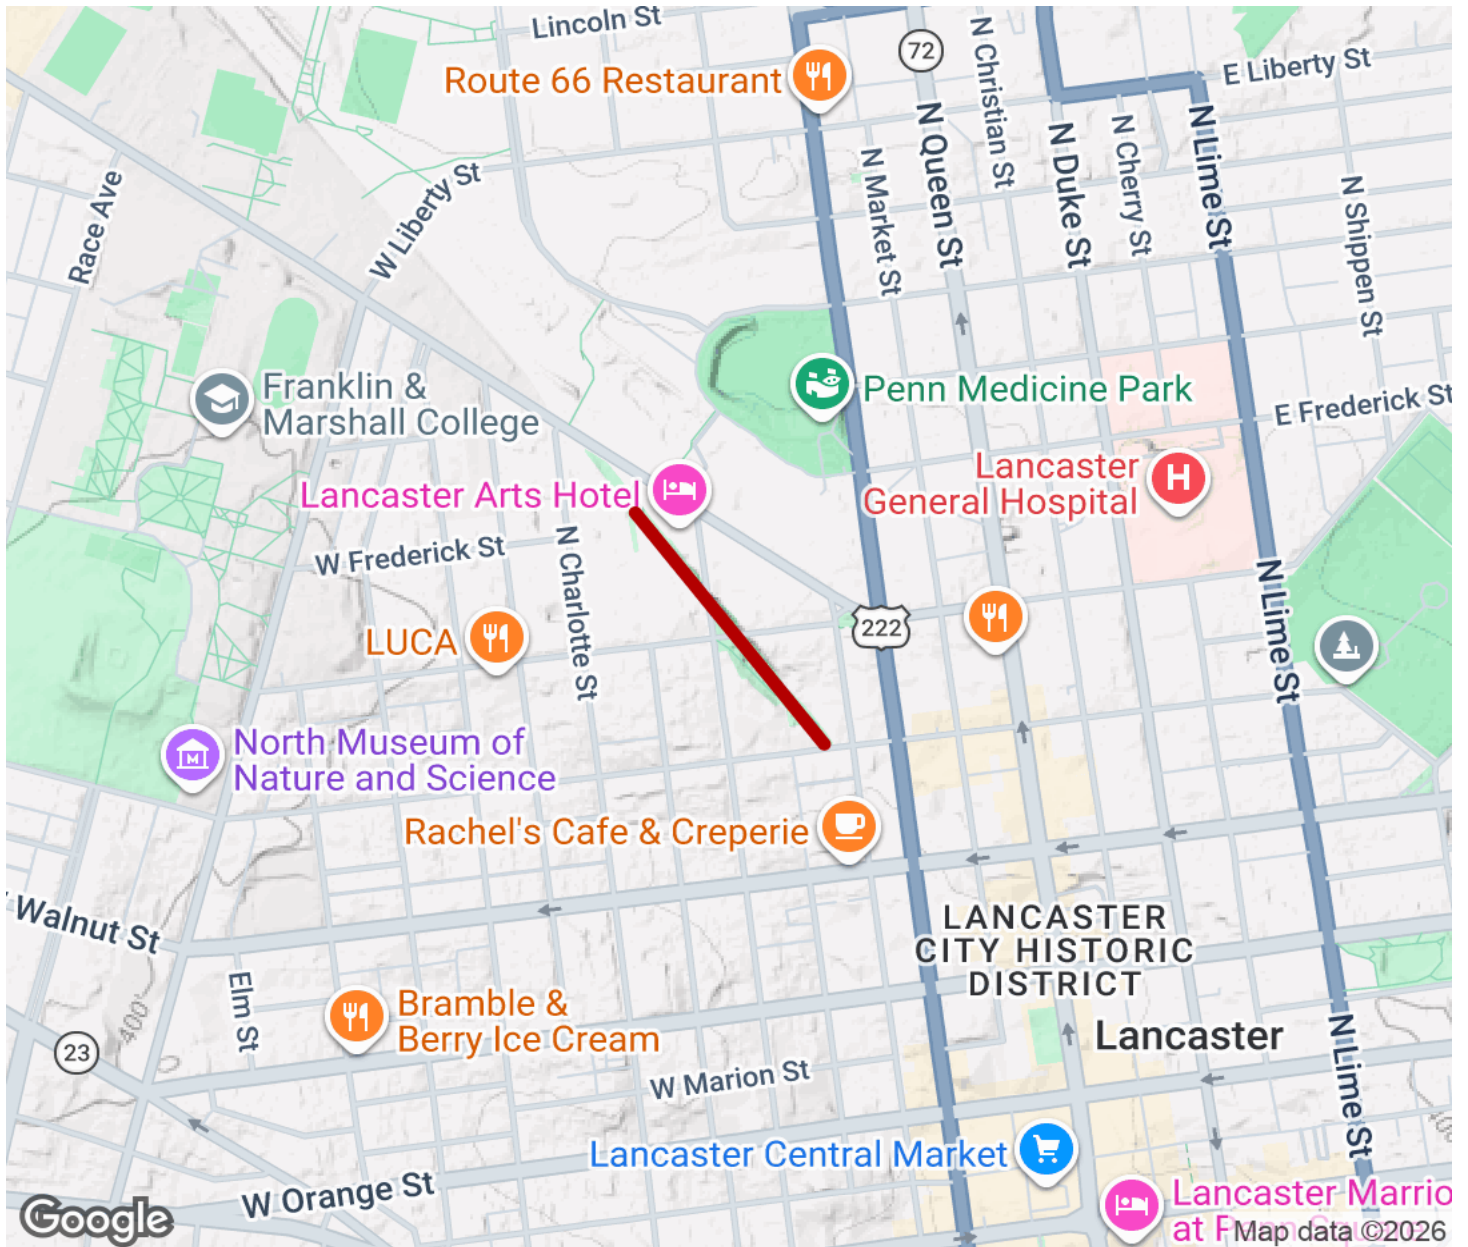 Lincoln St
72
N Christian St
E Liberty St
Route 66 Restaurant
N Queen St
N Duke St
N Cherry St
N Lime St
N Market St
W Liberty St
Race Ave
N Shippen St
Franklin &
Marshall College
Penn Medicine Park
E Frederick St
Lancaster
General Hospital
Lancaster Arts Hotel
W Frederick St
N Charlotte St
222
N Lime St
LUCA
North Museum of
Nature and Science
Rachel's Cafe & Creperie
Walnut St
LANCASTER
CITY HISTORIC
DISTRICT
Elm St
400'
Bramble &
Berry Ice Cream
23
Lancaster
W Marion St
N Lime St
Lancaster Central Market
W Orange St
Lancaster Marrio
at Penn Square
Google
Map data ©2026